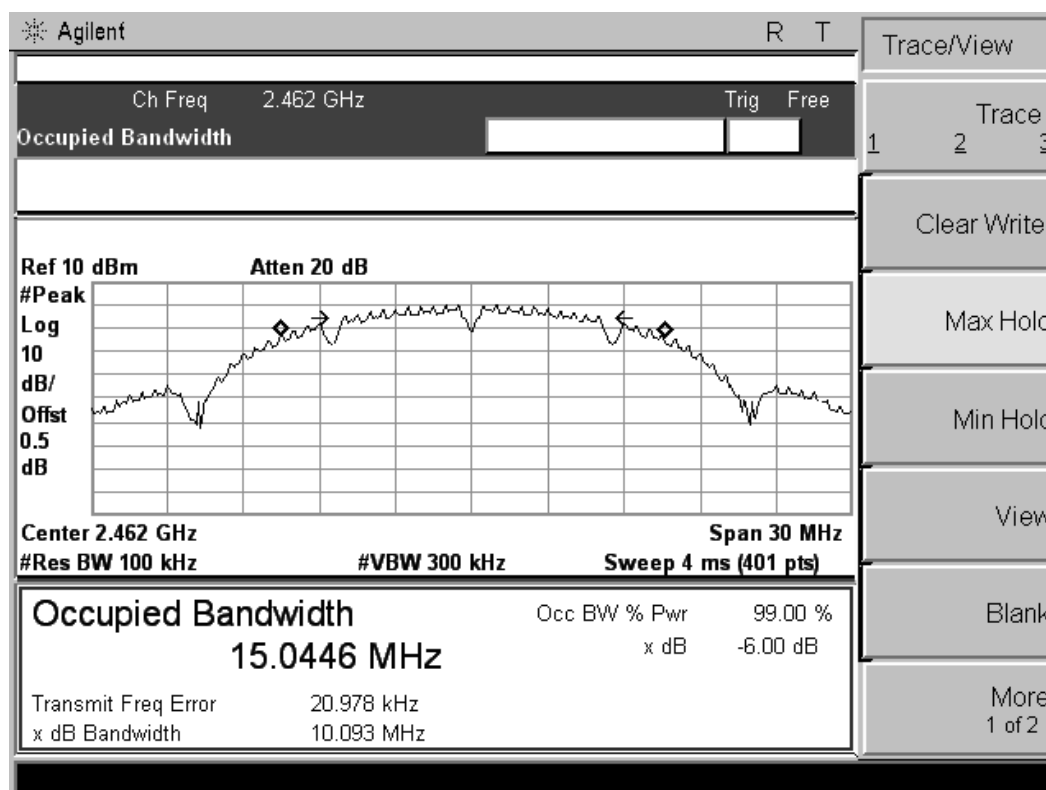 Agilent R T
Trace/View
Ch Freq 2.462 GHz Trig Free
Occupied Bandwidth
Trace
1 2 3
Clear Write
Max Hold
Min Hold
View
Blank
More
1 of 2
Ref 10 dBm Atten 20 dB
#Peak
Log
10
dB/
Offst
0.5
dB
Center 2.462 GHz Span 30 MHz
#Res BW 100 kHz #VBW 300 kHz Sweep 4 ms (401 pts)
Occupied Bandwidth Occ BW % Pwr 99.00 %
15.0446 MHz x dB -6.00 dB
Transmit Freq Error 20.978 kHz
x dB Bandwidth 10.093 MHz